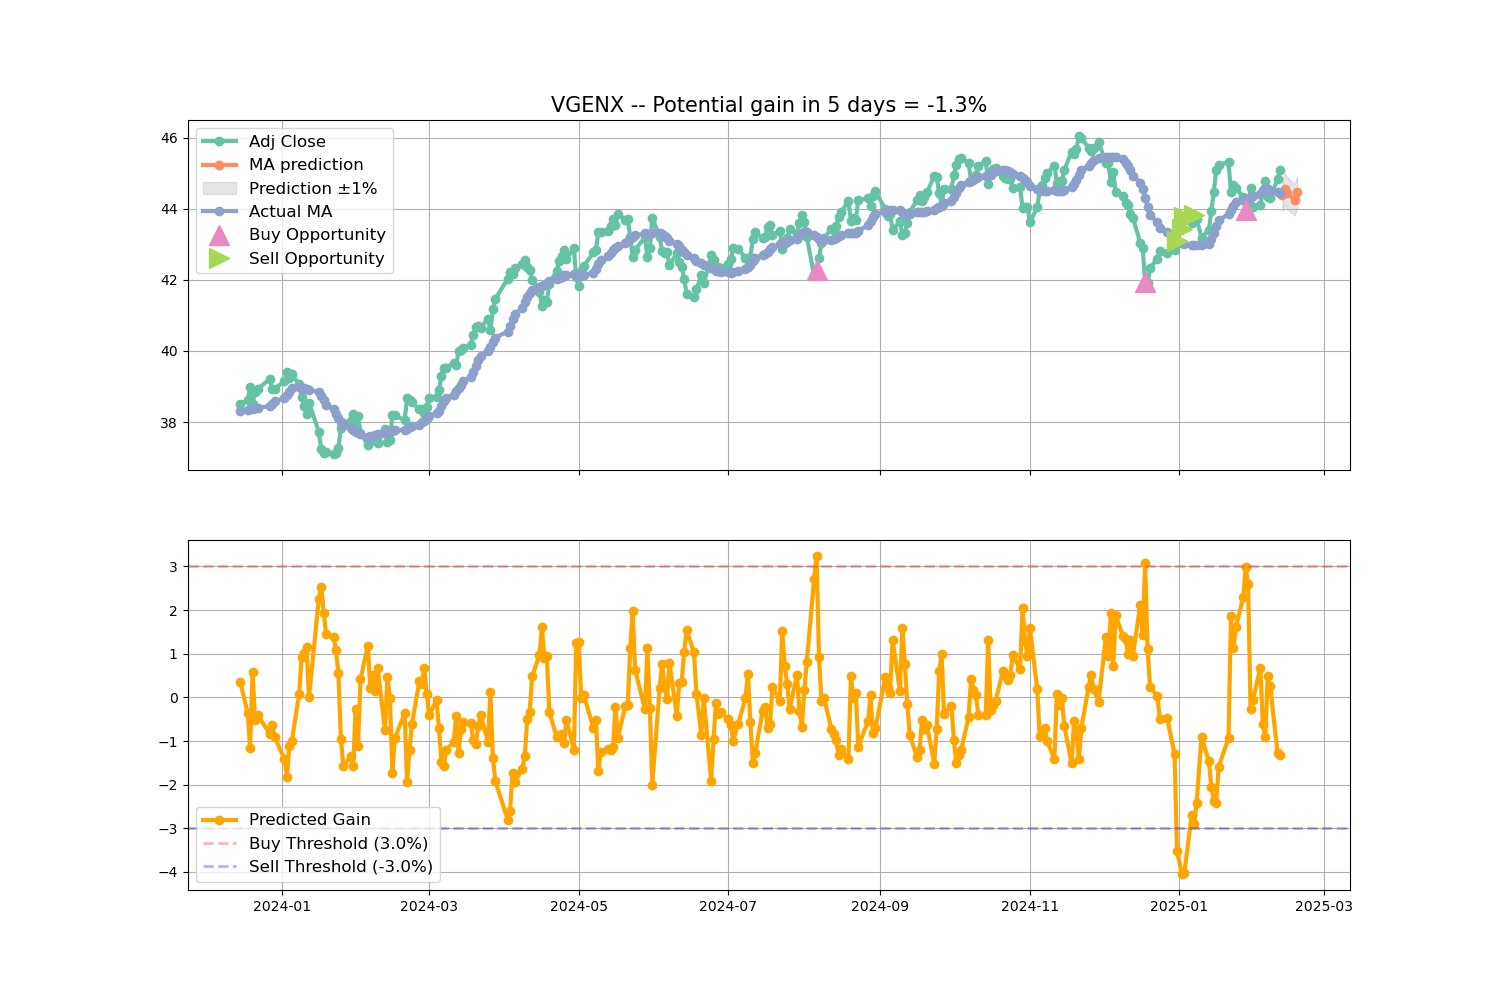 VGENX -- Potential gain in 5 days = -1.3%
Adj Close
MA prediction
Prediction ±1%
Actual MA
Buy Opportunity
Sell Opportunity
46
44
42
40
38
3
2
1
0
−1
−2
−3
−4
Predicted Gain
Buy Threshold (3.0%)
Sell Threshold (-3.0%)
2024-01 2024-03 2024-05 2024-07 2024-09 2024-11 2025-01 2025-03